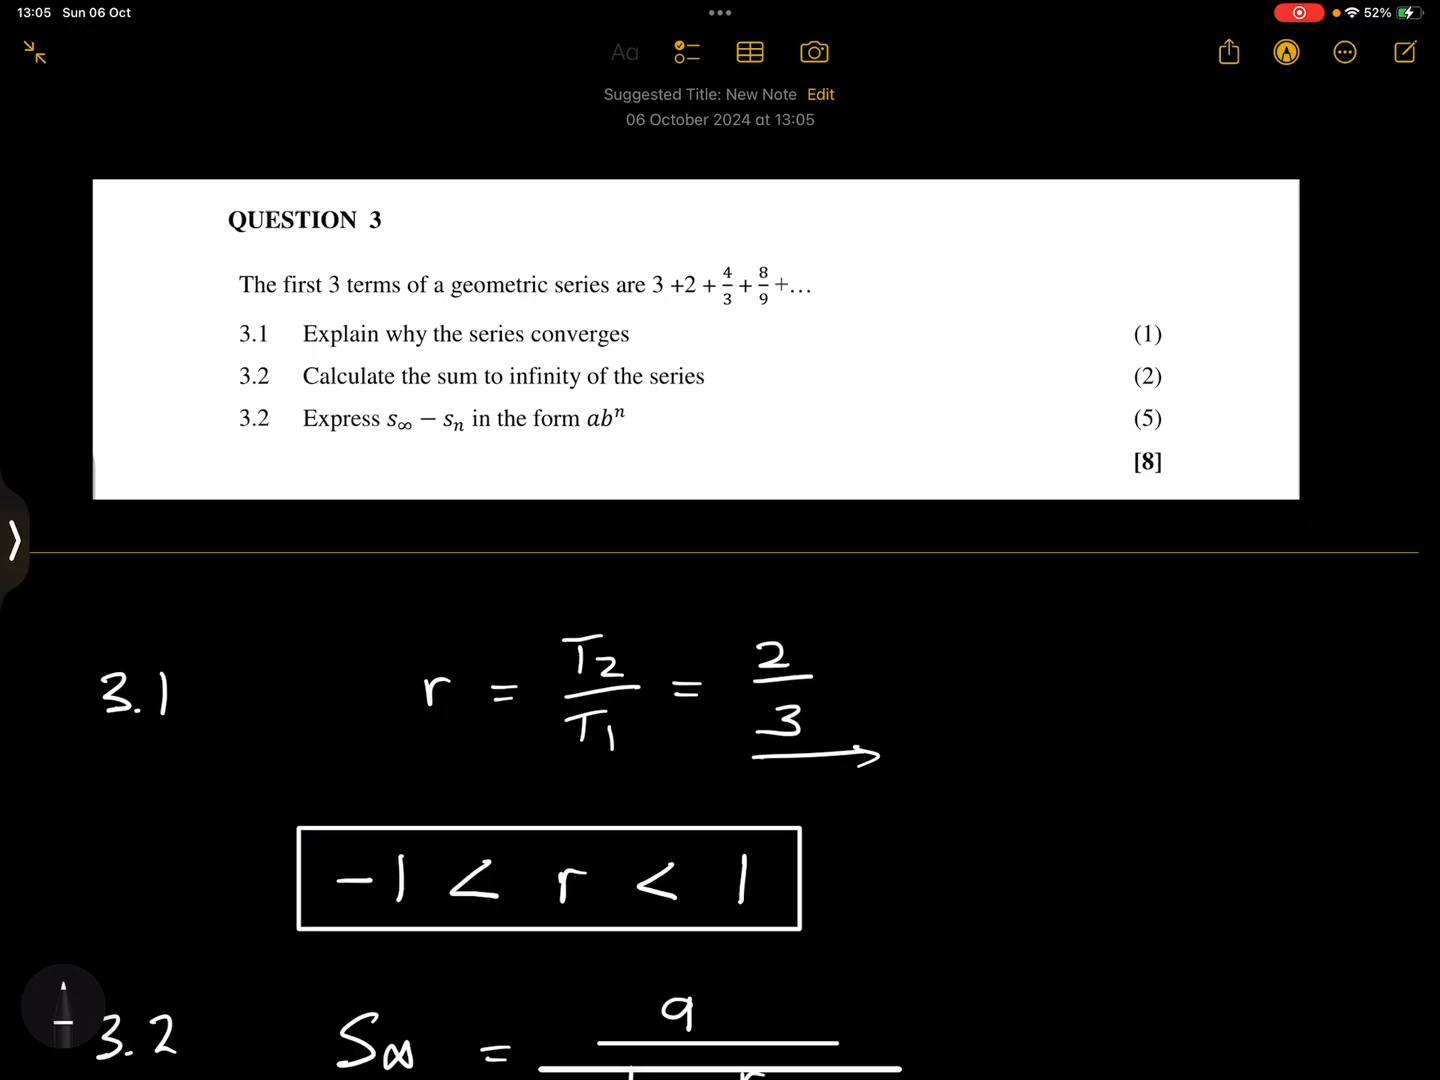 13:05 Sun 06 Oct
52%
Aa
Suggested Title: New Note Edit
06 October 2024 at 13:05
QUESTION 3
The first 3 terms of a geometric series are 3 +2 + 4/3 + 8/9 +…
3.1 Explain why the series converges (1)
3.2 Calculate the sum to infinity of the series (2)
3.2 Express s∞ − sₙ in the form abⁿ (5)
[8]
3.1 r = T₂/T₁ = 2/3
-1 < r < 1
3.2 S∞ = a